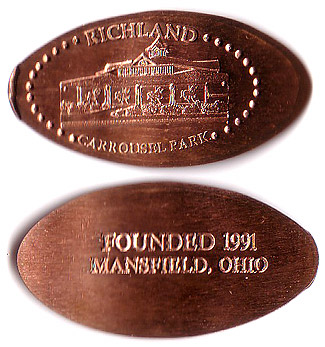 RICHLAND
CARROUSEL PARK
FOUNDED 1991
MANSFIELD, OHIO